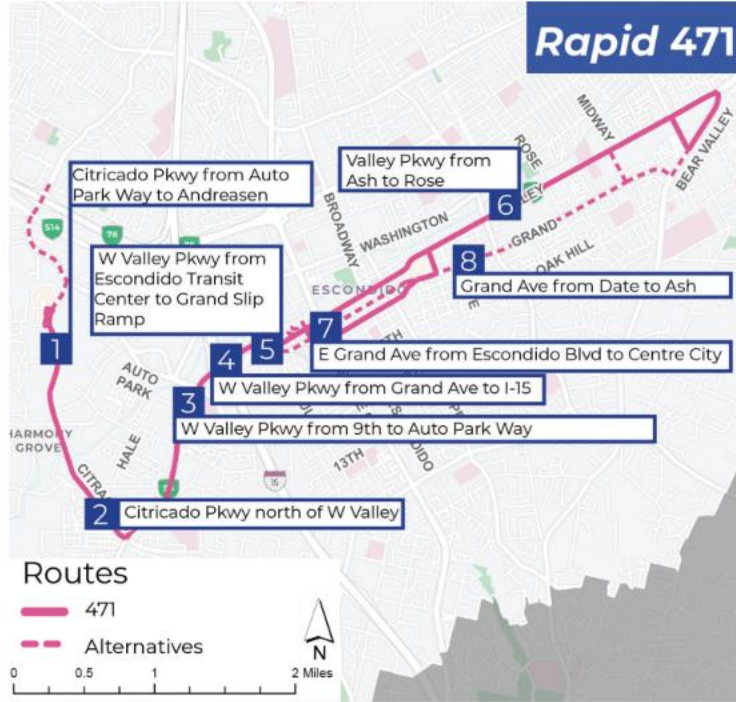 Rapid 471
MIDWAY
BEAR VALLEY
ROSE
Valley Pkwy from
Ash to Rose
Citricado Pkwy from Auto
Park Way to Andreasen
6
WASHINGTON
BROADWAY
GRAND
514
78
8
OAK HILL
W Valley Pkwy from
Escondido Transit
Center to Grand Slip
Ramp
ESCONDIDO
Grand Ave from Date to Ash
7
1
4
5
E Grand Ave from Escondido Blvd to Centre City
AUTO
PARK
W Valley Pkwy from Grand Ave to I-15
3
W Valley Pkwy from 9th to Auto Park Way
HARMONY
GROVE
HALE
13TH
15
2
Citricado Pkwy north of W Valley
Routes
471
Alternatives
N
0 0.5 1 2 Miles